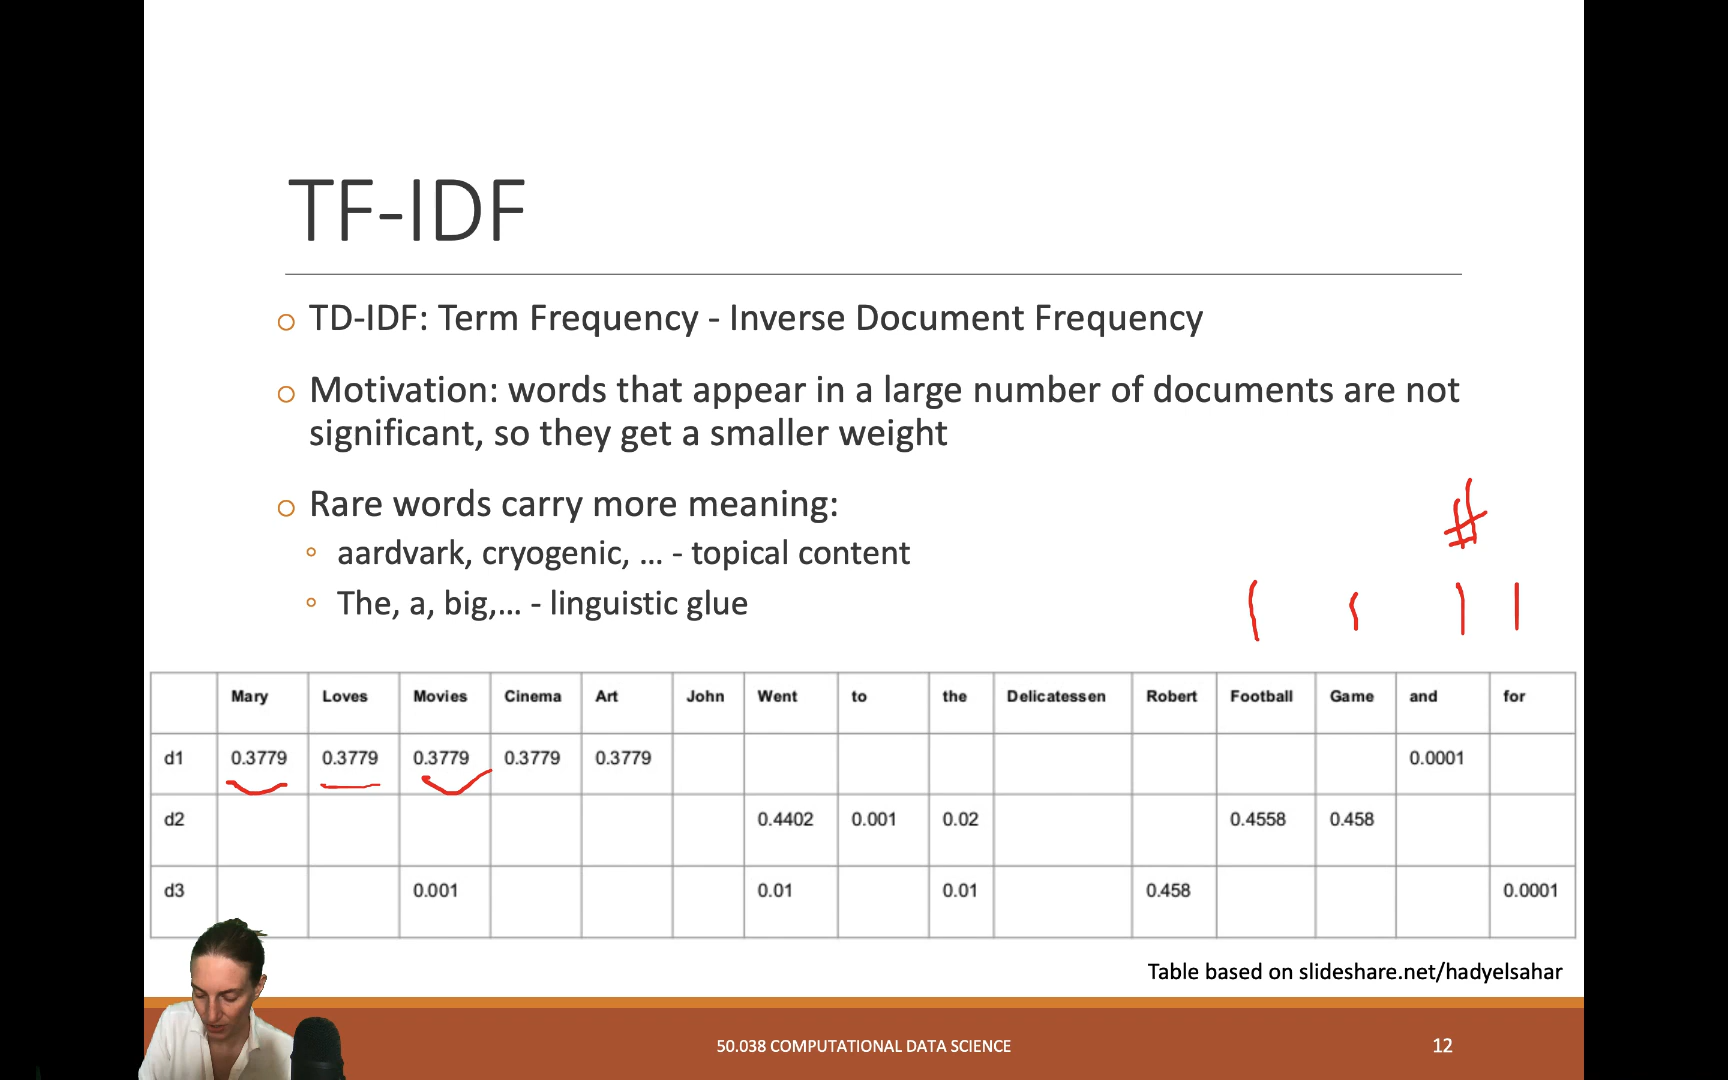 TF-IDF
TD-IDF: Term Frequency - Inverse Document Frequency
Motivation: words that appear in a large number of documents are not
significant, so they get a smaller weight
Rare words carry more meaning:
aardvark, cryogenic, ... - topical content
The, a, big,... - linguistic glue
#
Mary Loves Movies Cinema Art John Went to the Delicatessen Robert Football Game and for
d1 0.3779 0.3779 0.3779 0.3779 0.3779 0.0001
d2 0.4402 0.001 0.02 0.4558 0.458
d3 0.001 0.01 0.01 0.458 0.0001
Table based on slideshare.net/hadyelsahar
50.038 COMPUTATIONAL DATA SCIENCE 12